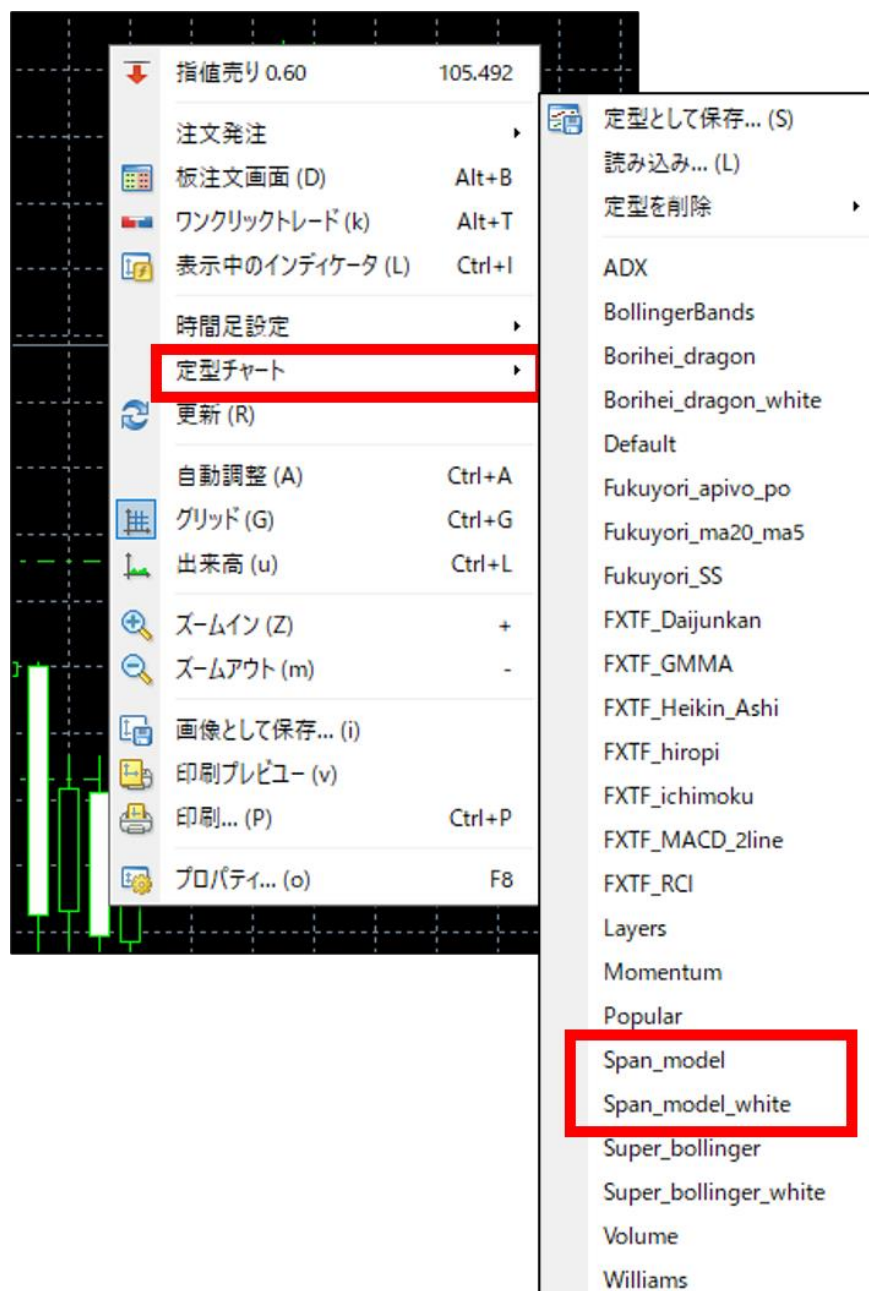 指値売り 0.60 105.492
注文発注
板注文画面 (D) Alt+B
ワンクリックトレード (k) Alt+T
表示中のインディケータ (L) Ctrl+I
時間足設定
定型チャート
更新 (R)
自動調整 (A) Ctrl+A
グリッド (G) Ctrl+G
出来高 (u) Ctrl+L
ズームイン (Z) +
ズームアウト (m) -
画像として保存... (i)
印刷プレビュー (v)
印刷... (P) Ctrl+P
プロパティ... (o) F8
定型として保存... (S)
読み込み... (L)
定型を削除
ADX
BollingerBands
Borihei_dragon
Borihei_dragon_white
Default
Fukuyori_apivo_po
Fukuyori_ma20_ma5
Fukuyori_SS
FXTF_Daijunkan
FXTF_GMMA
FXTF_Heikin_Ashi
FXTF_hiropi
FXTF_ichimoku
FXTF_MACD_2line
FXTF_RCI
Layers
Momentum
Popular
Span_model
Span_model_white
Super_bollinger
Super_bollinger_white
Volume
Williams